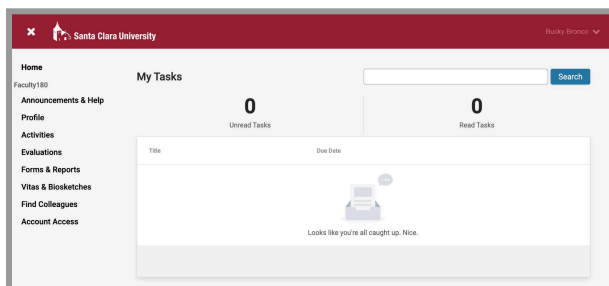 Santa Clara University
Bucky Bronco
Home
Faculty180
Announcements & Help
Profile
Activities
Evaluations
Forms & Reports
Vitas & Biosketches
Find Colleagues
Account Access
My Tasks
Search
0
Unread Tasks
0
Read Tasks
Title
Due Date
Looks like you're all caught up. Nice.